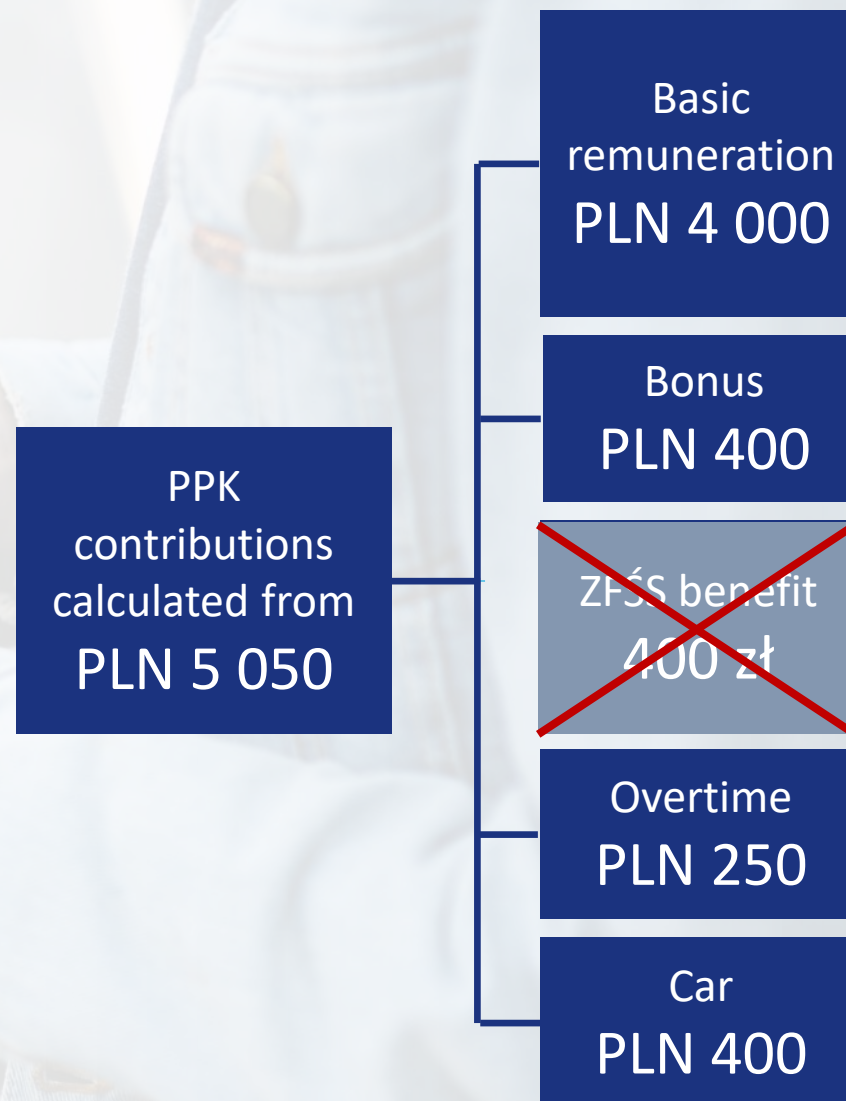 Basic
remuneration
PLN 4 000
Bonus
PLN 400
PPK
contributions
calculated from
PLN 5 050
ZFŚS benefit
400 zł
Overtime
PLN 250
Car
PLN 400